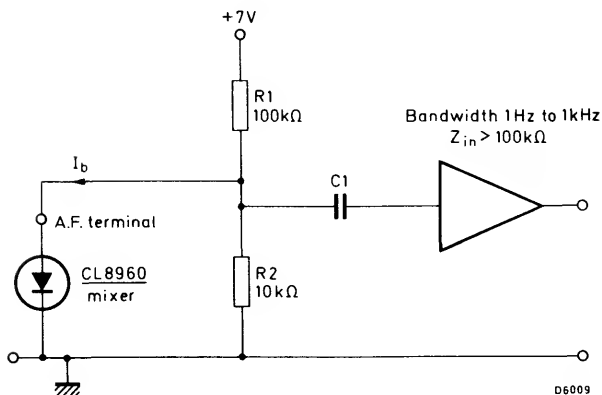 +7V
R1
100kΩ
Bandwidth 1Hz to 1kHz
Zin > 100kΩ
Ib
C1
A.F. terminal
CL8960
mixer
R2
10kΩ
D6009